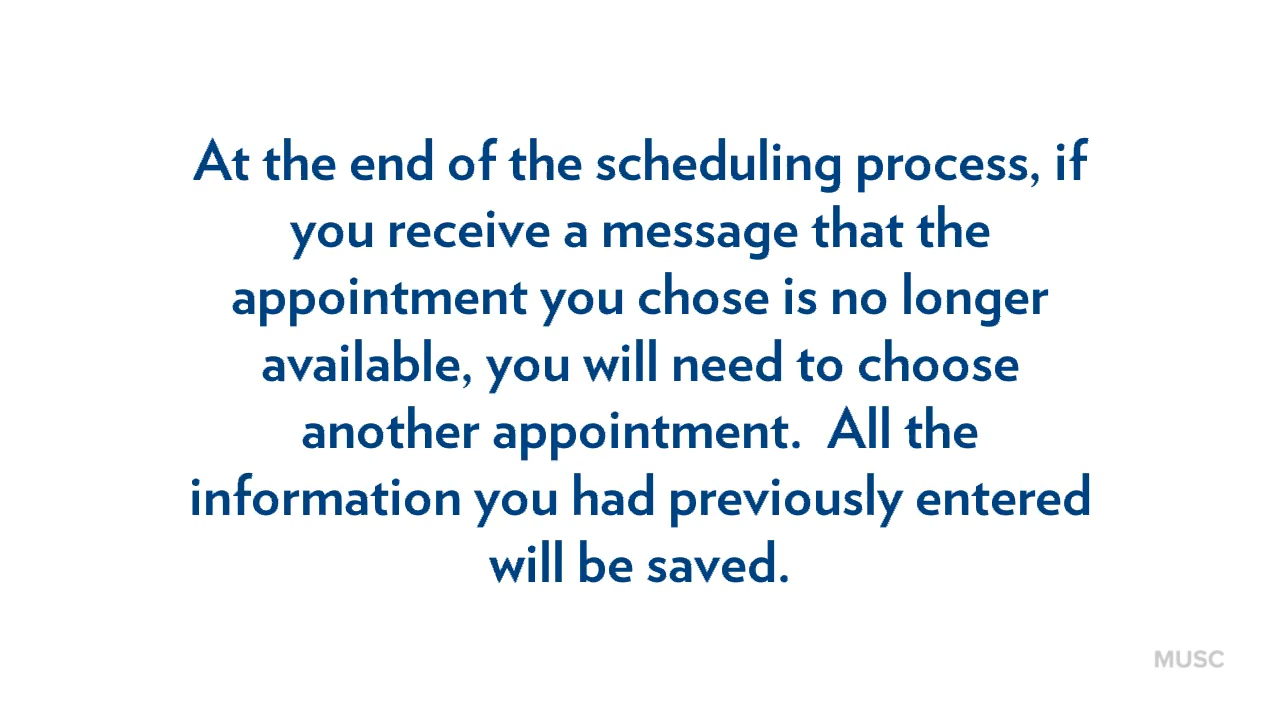 At the end of the scheduling process, if
you receive a message that the
appointment you chose is no longer
available, you will need to choose
another appointment.  All the
information you had previously entered
will be saved.
MUSC